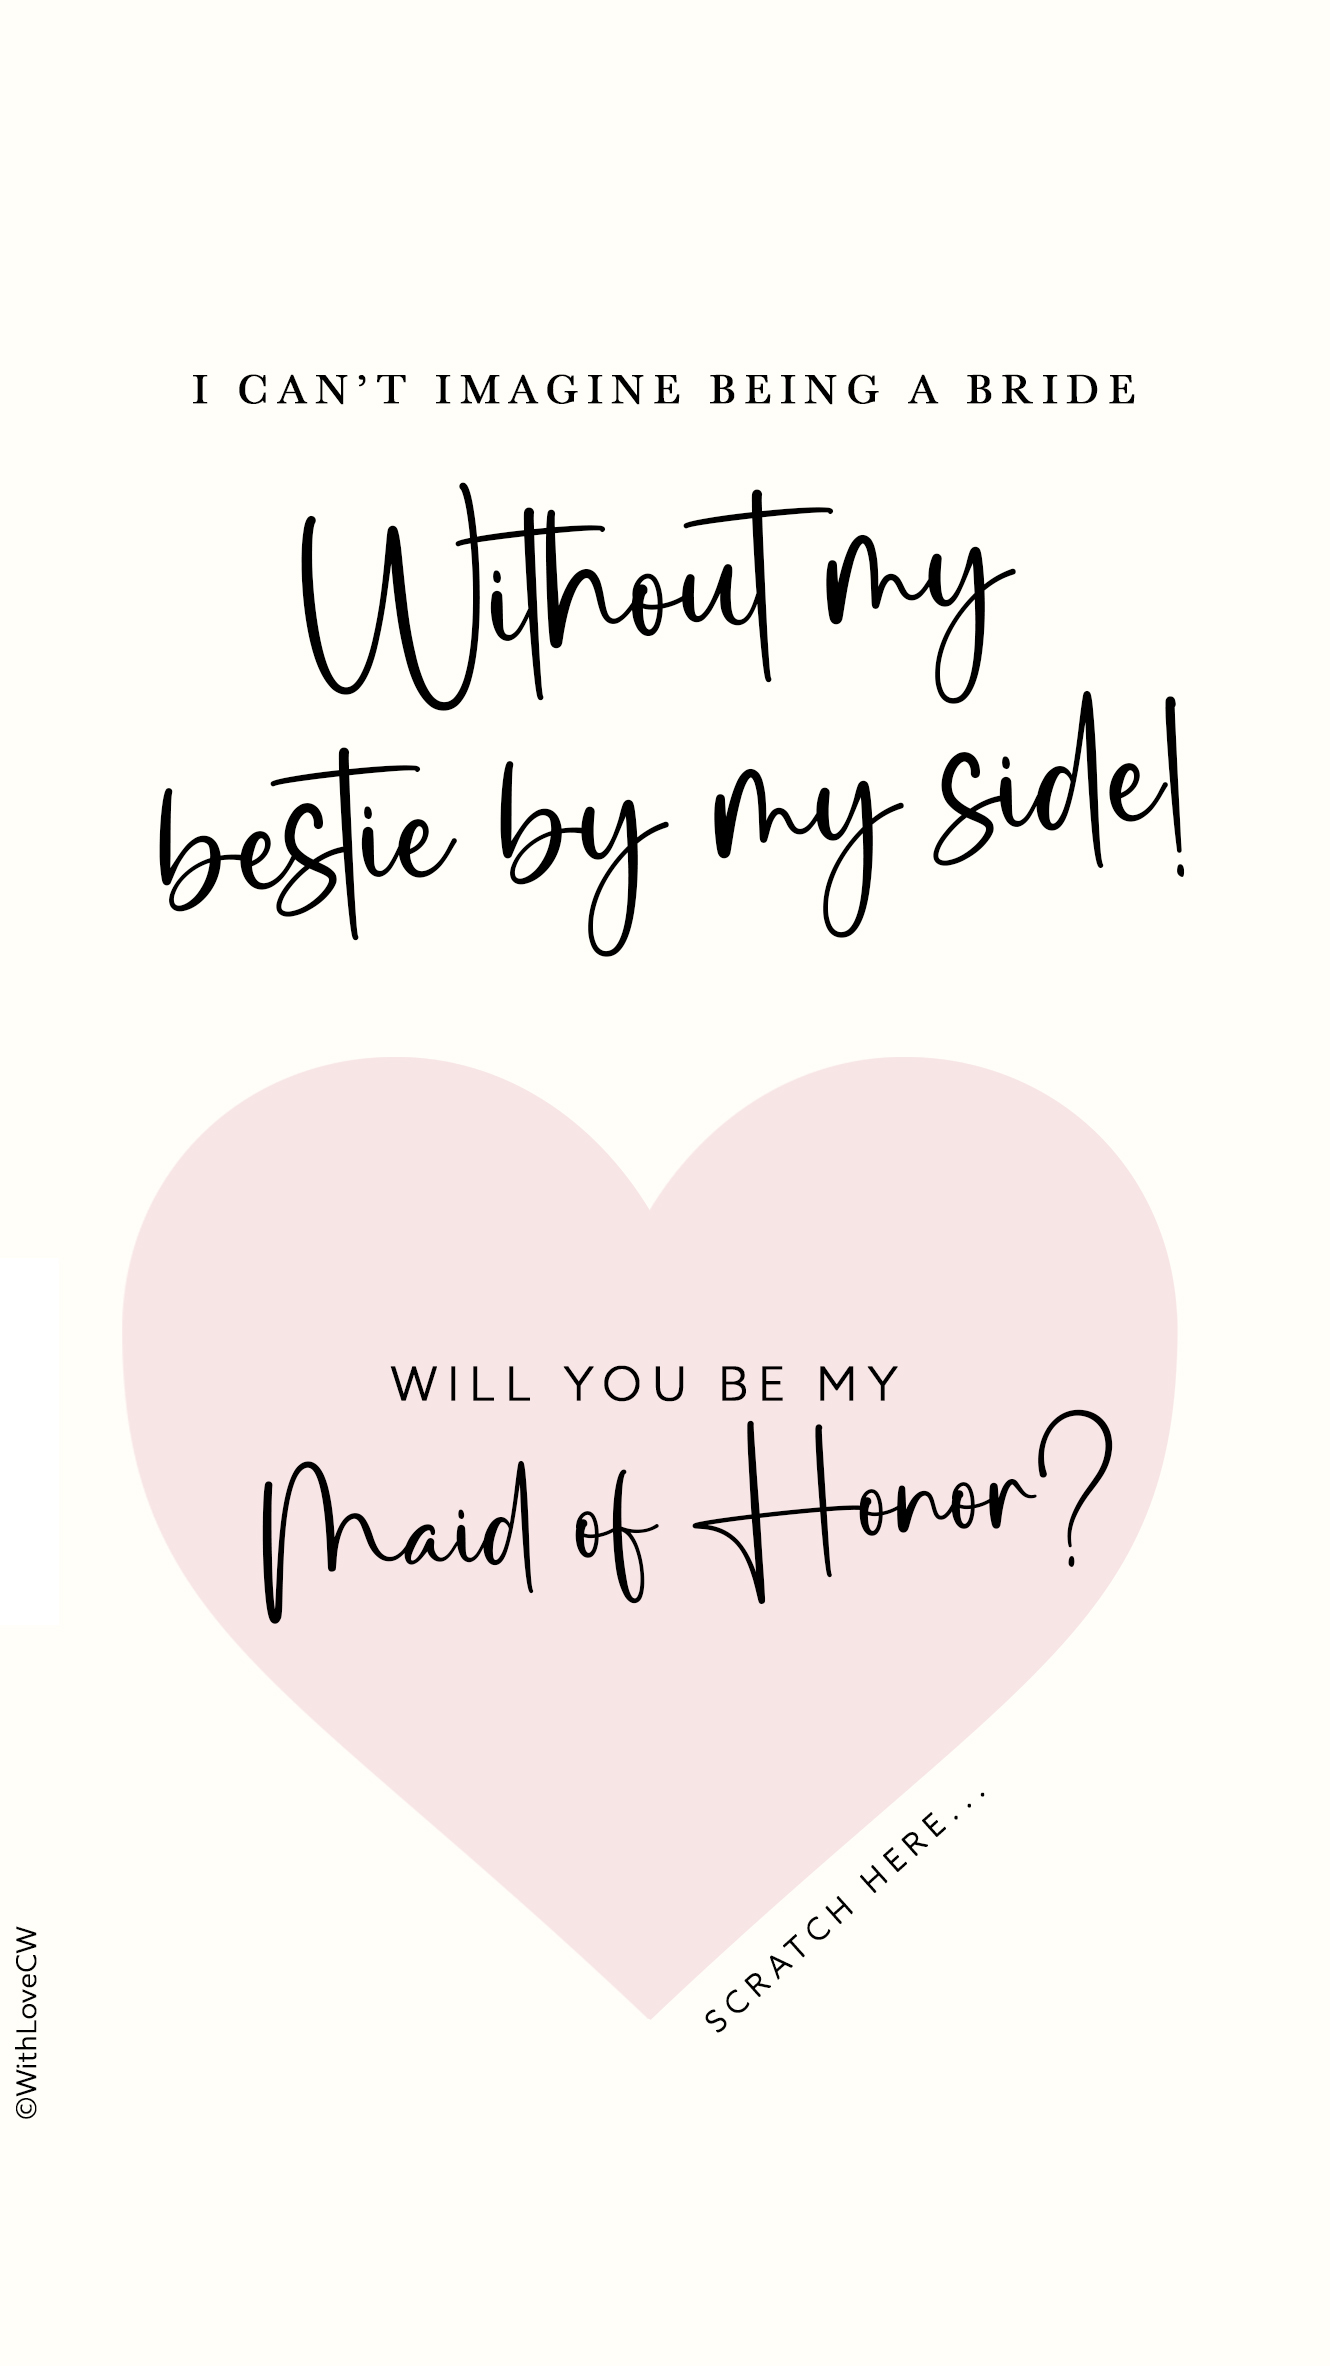 I CAN’T IMAGINE BEING A BRIDE
Without my
bestie by my side!
WILL YOU BE MY
Maid of Honor?
SCRATCH HERE...
©WithLoveCW